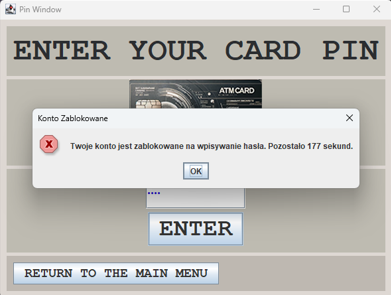 Pin Window
ENTER YOUR CARD PIN
ATM CARD
Konto Zablokowane
Twoje konto jest zablokowane na wpisywanie hasla. Pozostało 177 sekund.
OK
ENTER
RETURN TO THE MAIN MENU